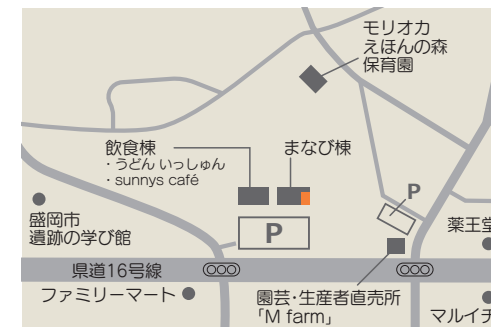 モリオカ
えほんの森
保育園
飲食棟
・うどん いっしゅん
・sunnys café
まなび棟
P
盛岡市
遺跡の学び館
P
薬王堂
県道16号線
ファミリーマート
園芸・生産者直売所
「M farm」
マルイチ